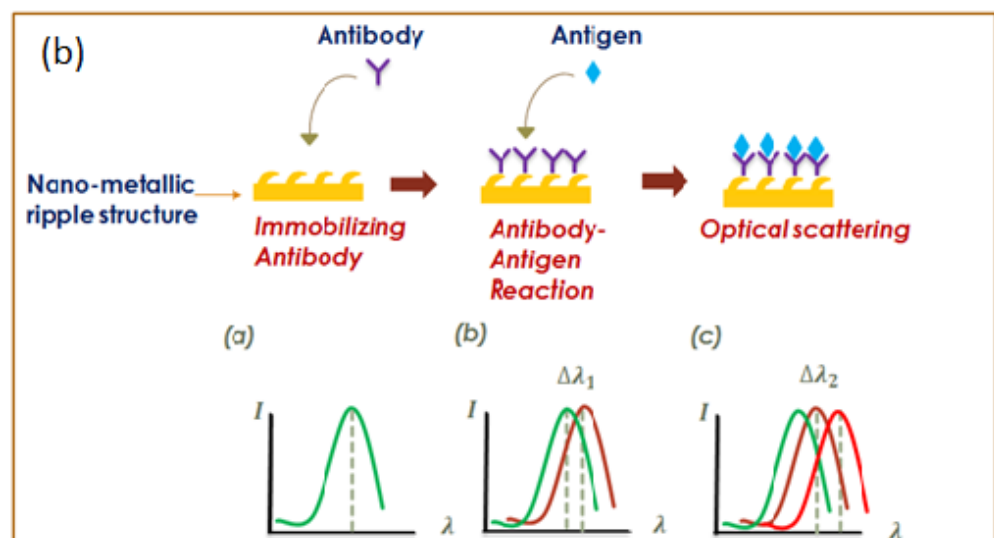 (b)
Antibody
Antigen
Nano-metallic
ripple structure
Immobilizing
Antibody
Antibody-
Antigen
Reaction
Optical scattering
(a)
(b)
(c)
Δλ₁
Δλ₂
I
λ
I
λ
I
λ